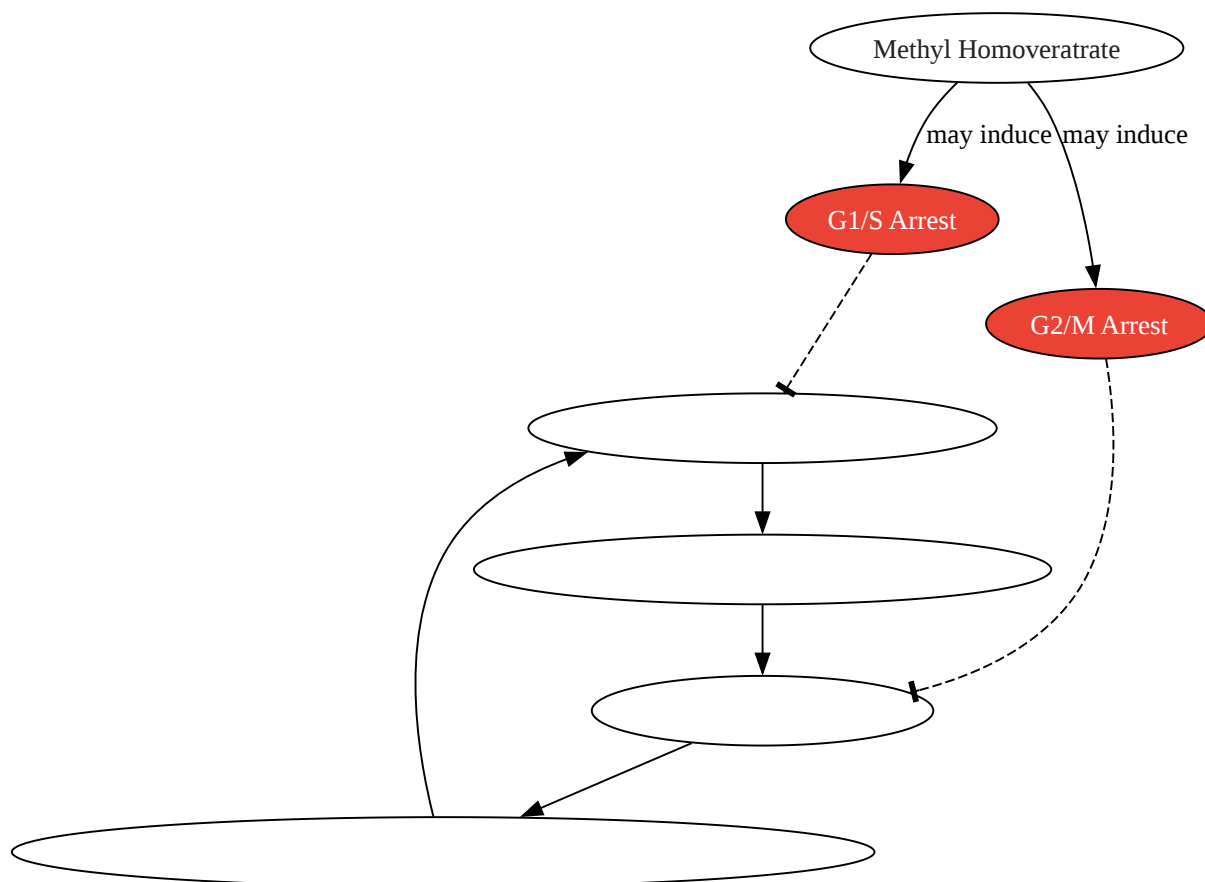 Methyl Homoveratrate
may induce may induce
G1/S Arrest
G2/M Arrest